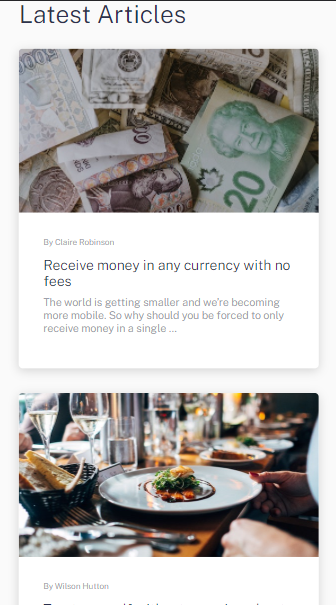 Latest Articles
20
By Claire Robinson
Receive money in any currency with no
fees
The world is getting smaller and we're becoming
more mobile. So why should you be forced to only
receive money in a single ...
By Wilson Hutton